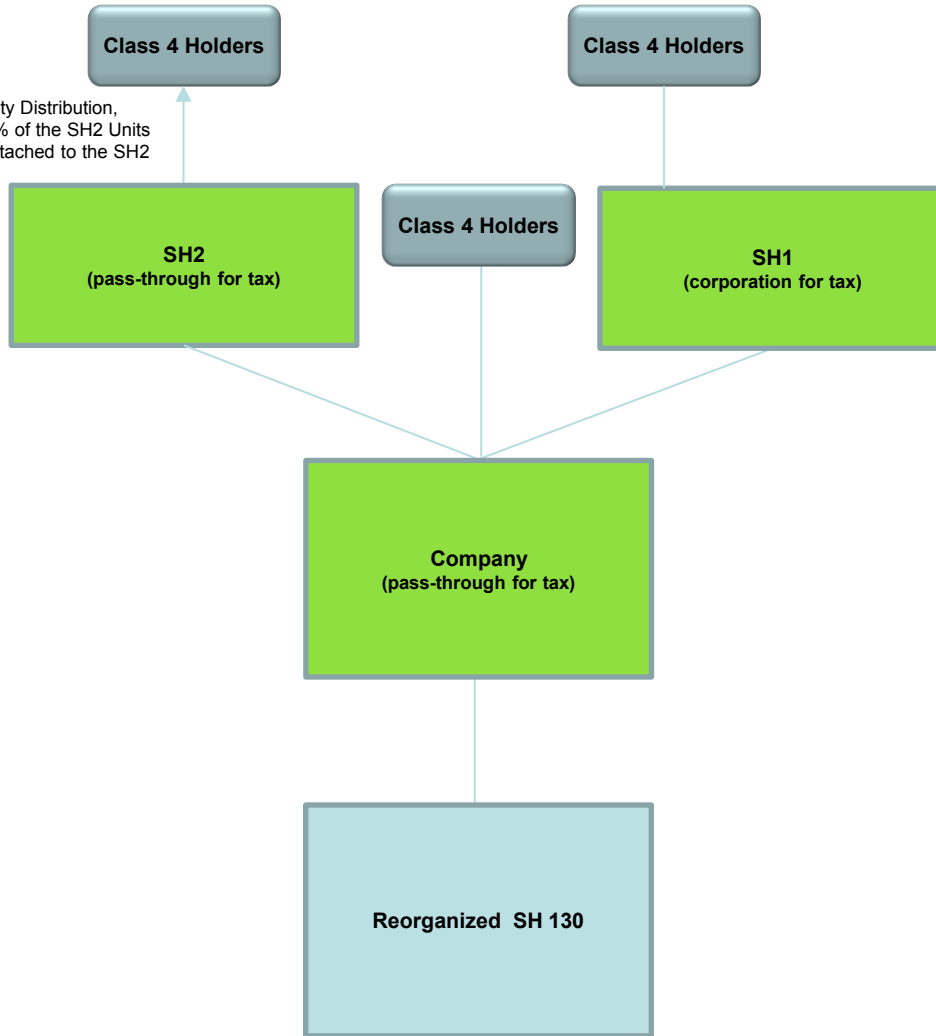 Class 4 Holders
Class 4 Holders
ty Distribution,
% of the SH2 Units
tached to the SH2
Class 4 Holders
SH2
(pass-through for tax)
SH1
(corporation for tax)
Company
(pass-through for tax)
Reorganized SH 130